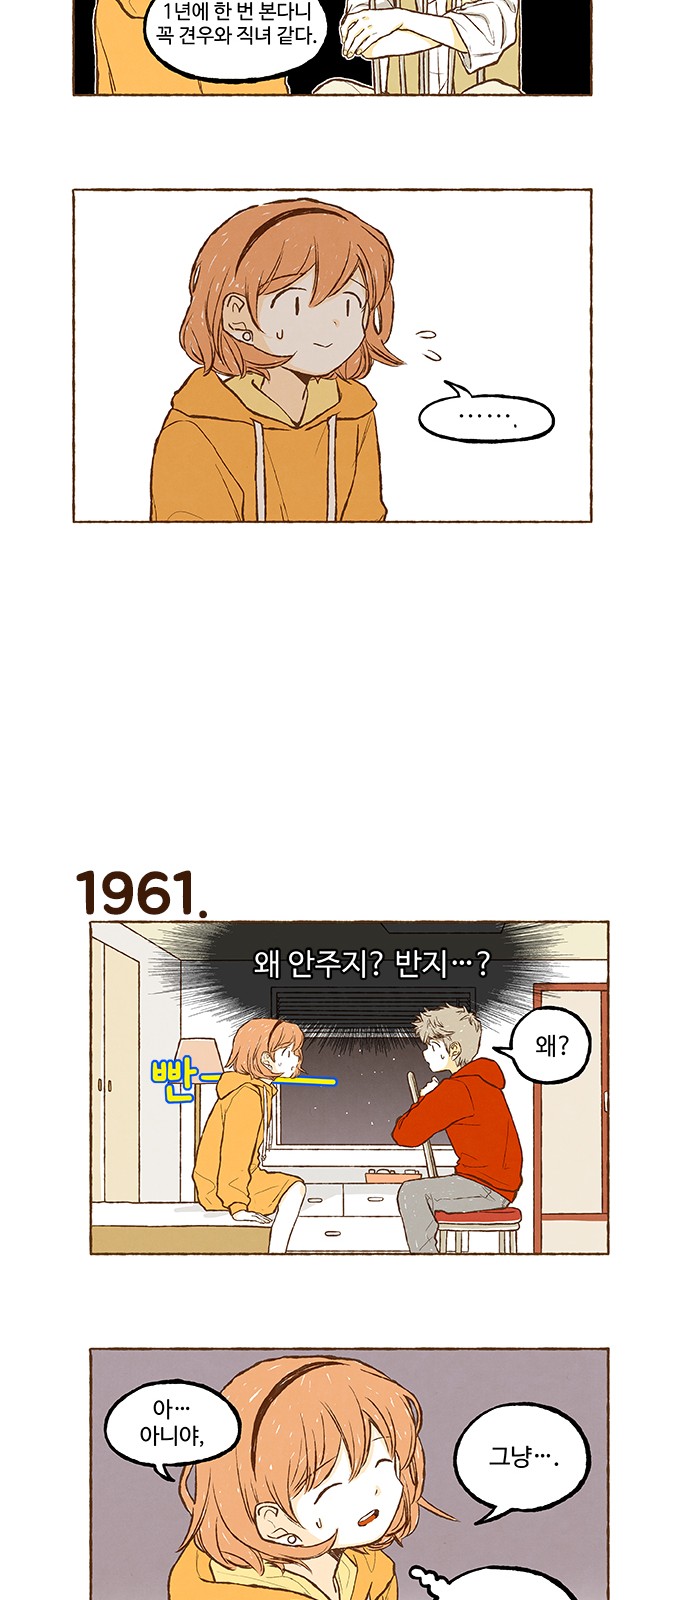 1년에 한 번 본다니
꼭 견우와 직녀 같다.
…….
1961.
왜 안주지? 반지…?
왜?
빤
아…
아니야,
그냥….